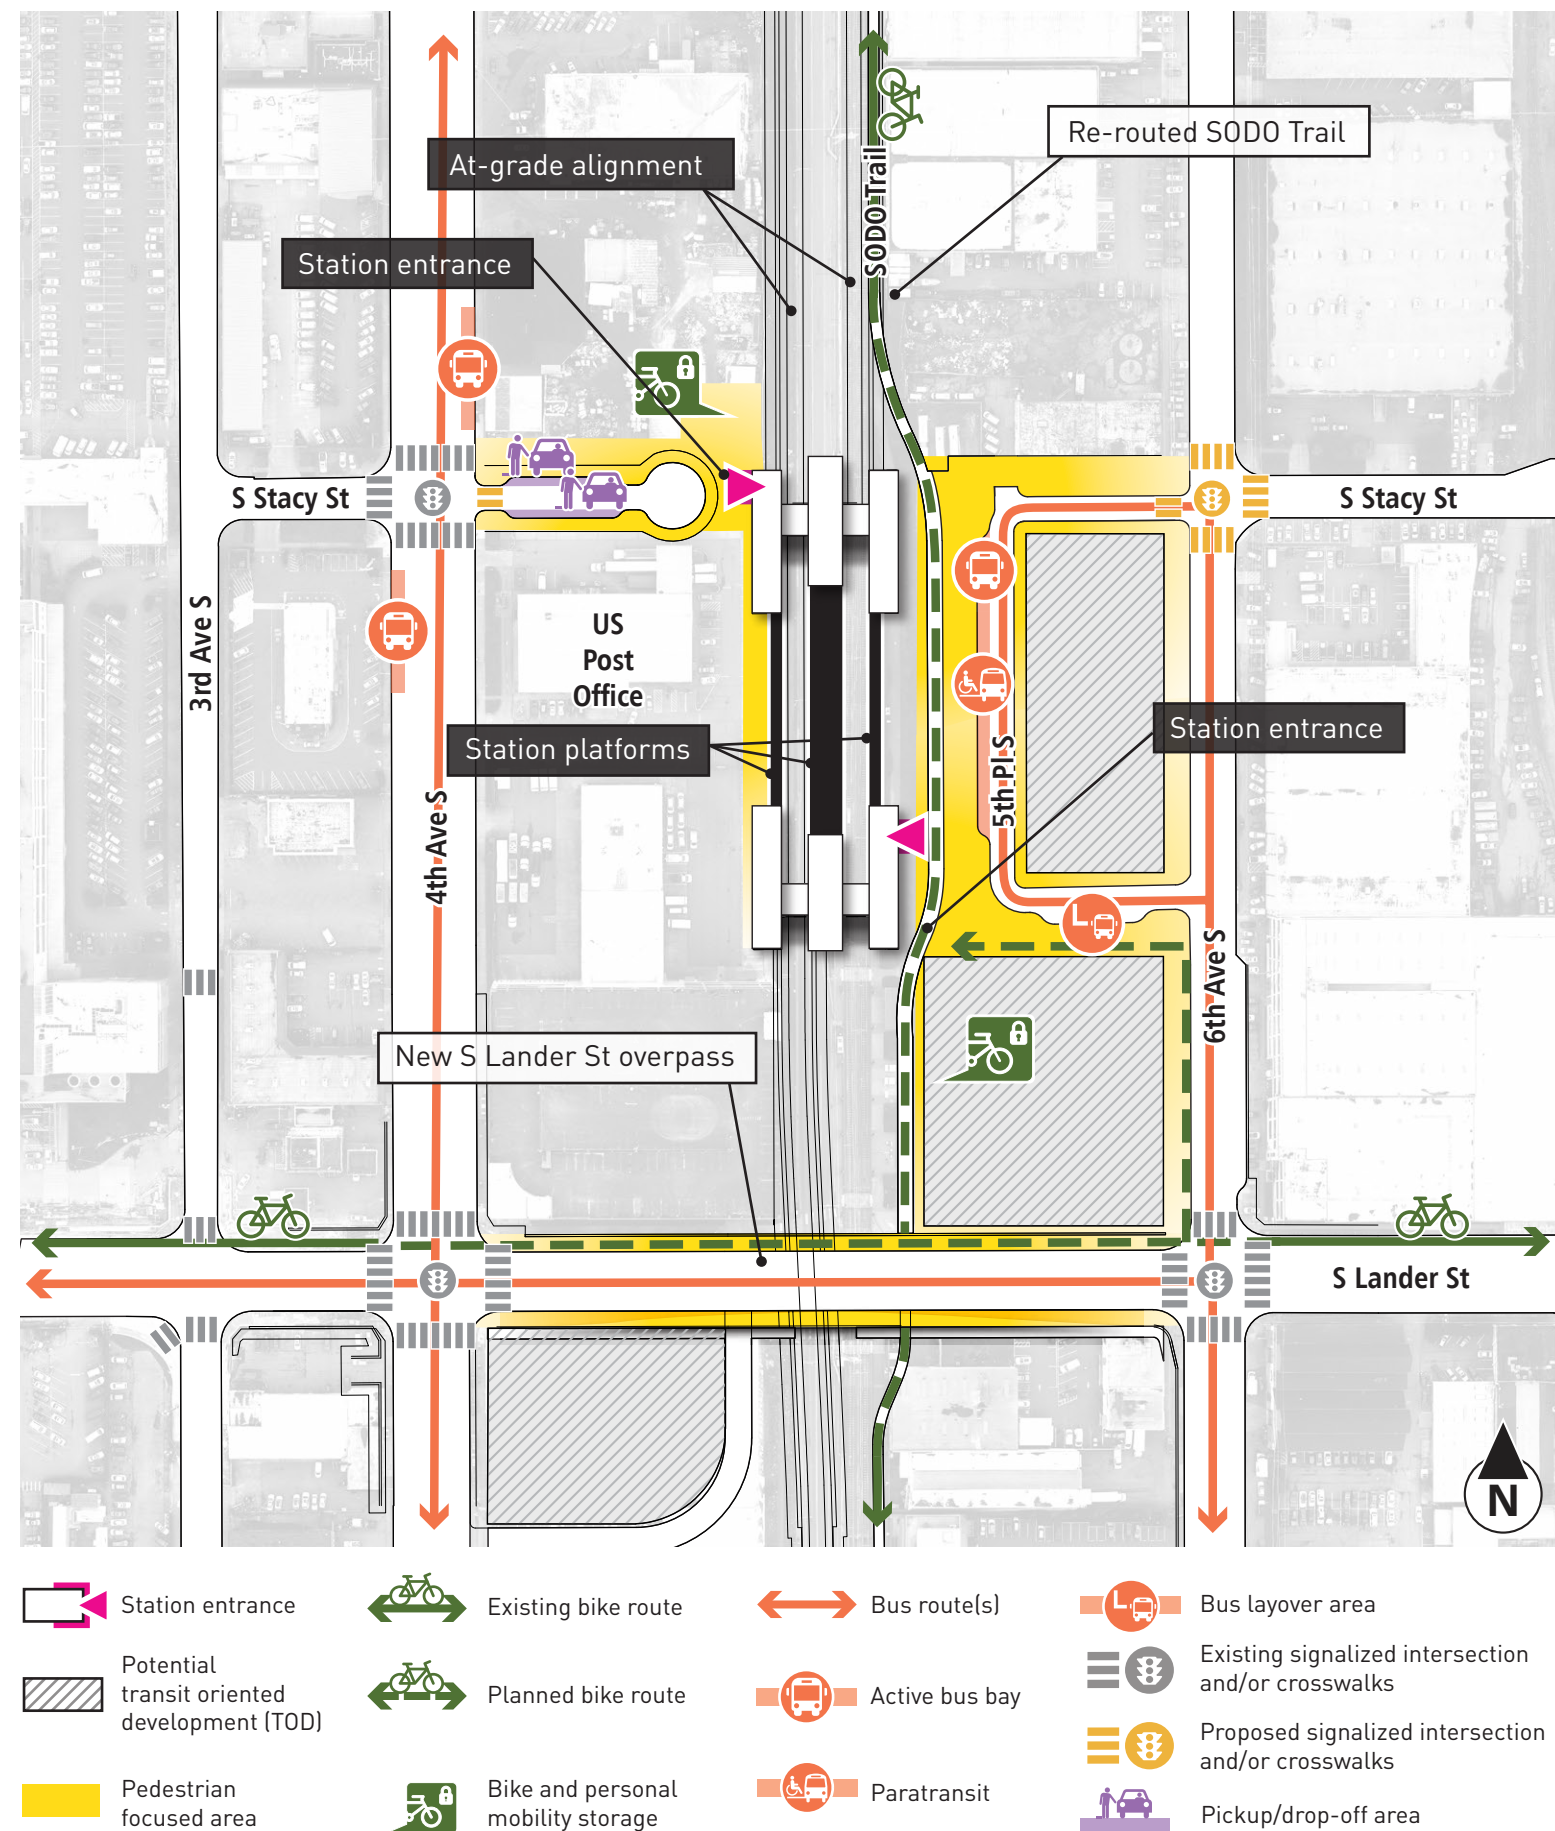 Re-routed SODO Trail
At-grade alignment
SODO Trail
Station entrance
S Stacy St
S Stacy St
3rd Ave S
US
Post
Office
Station entrance
Station platforms
5th Pl S
4th Ave S
6th Ave S
L
New S Lander St overpass
S Lander St
N
Station entrance
Existing bike route
Bus route(s)
L
Bus layover area
Potential
transit oriented
development (TOD)
Planned bike route
Active bus bay
Existing signalized intersection
and/or crosswalks
Proposed signalized intersection
and/or crosswalks
Pedestrian
focused area
Bike and personal
mobility storage
Paratransit
Pickup/drop-off area